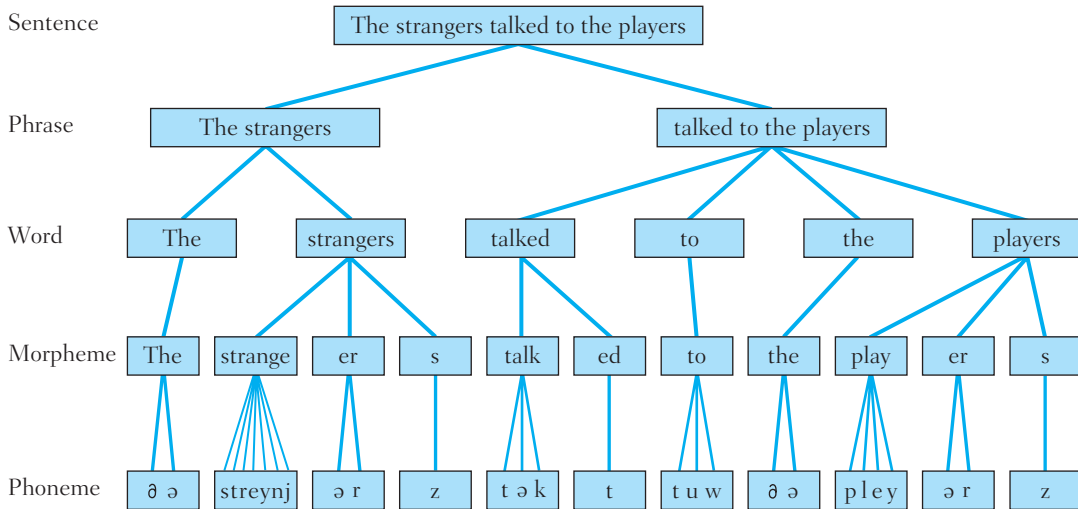 Sentence The strangers talked to the players
Phrase The strangers talked to the players
Word The strangers talked to the players
Morpheme The strange er s talk ed to the play er s
Phoneme ∂ ə streynj ə r z t ə k t t u w ∂ ə p l e y ə r z